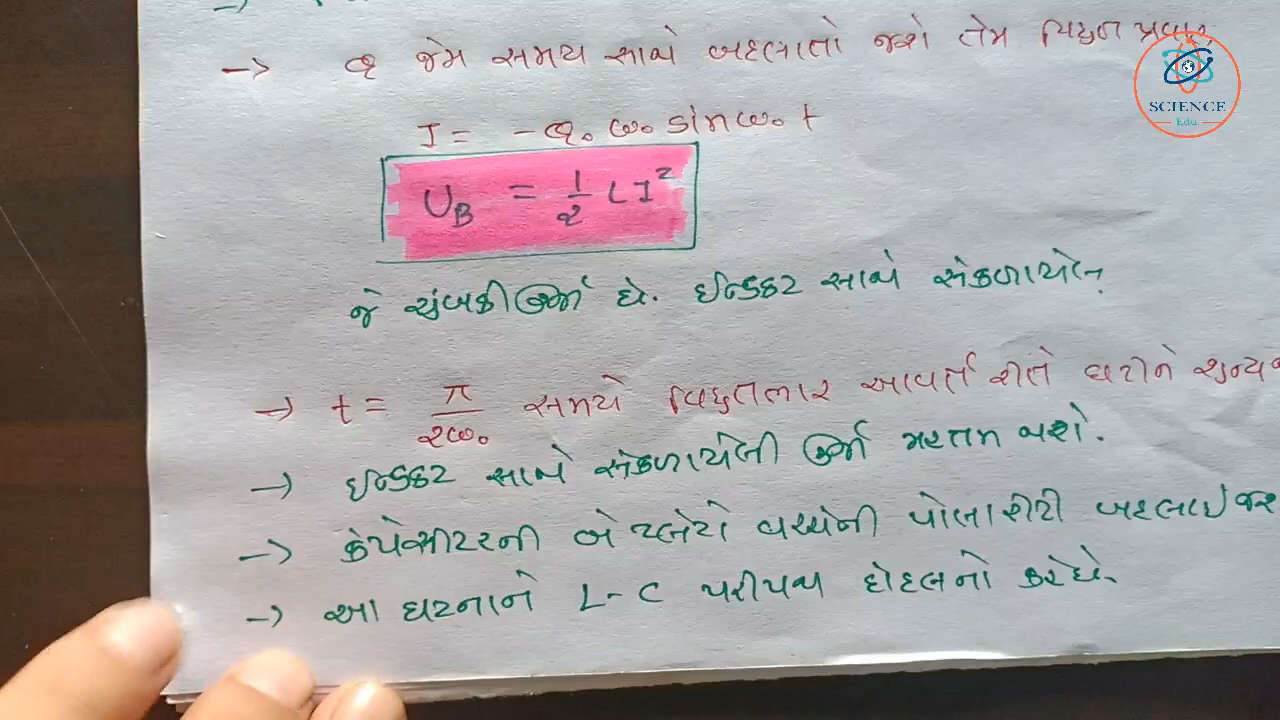 → Q જેમ સમય સાથે બદલાતો જશે તેમ વિદ્યુત પ્રવાહ
SCIENCE
Edu.
I = - Q₀ ω₀ sin ω₀ t
U_B = 1/2 L I²
જે ચુંબકીઊર્જા છે. ઈન્ડક્ટર સાથે સંકળાયેલ.
→ t = π/2ω₀ સમયે વિદ્યુતભાર આવર્ત રીતે ઘટીને શુન્ય
→ ઈન્ડક્ટર સાથે સંકળાયેલી ઊર્જા મહત્તમ થશે.
→ કેપેસીટરની બે પ્લેટો વચ્ચેની પોલારીટી બદલાઇ જશે
→ આ ઘટનાને L-C પરીપથ દોલનો કહેછે.